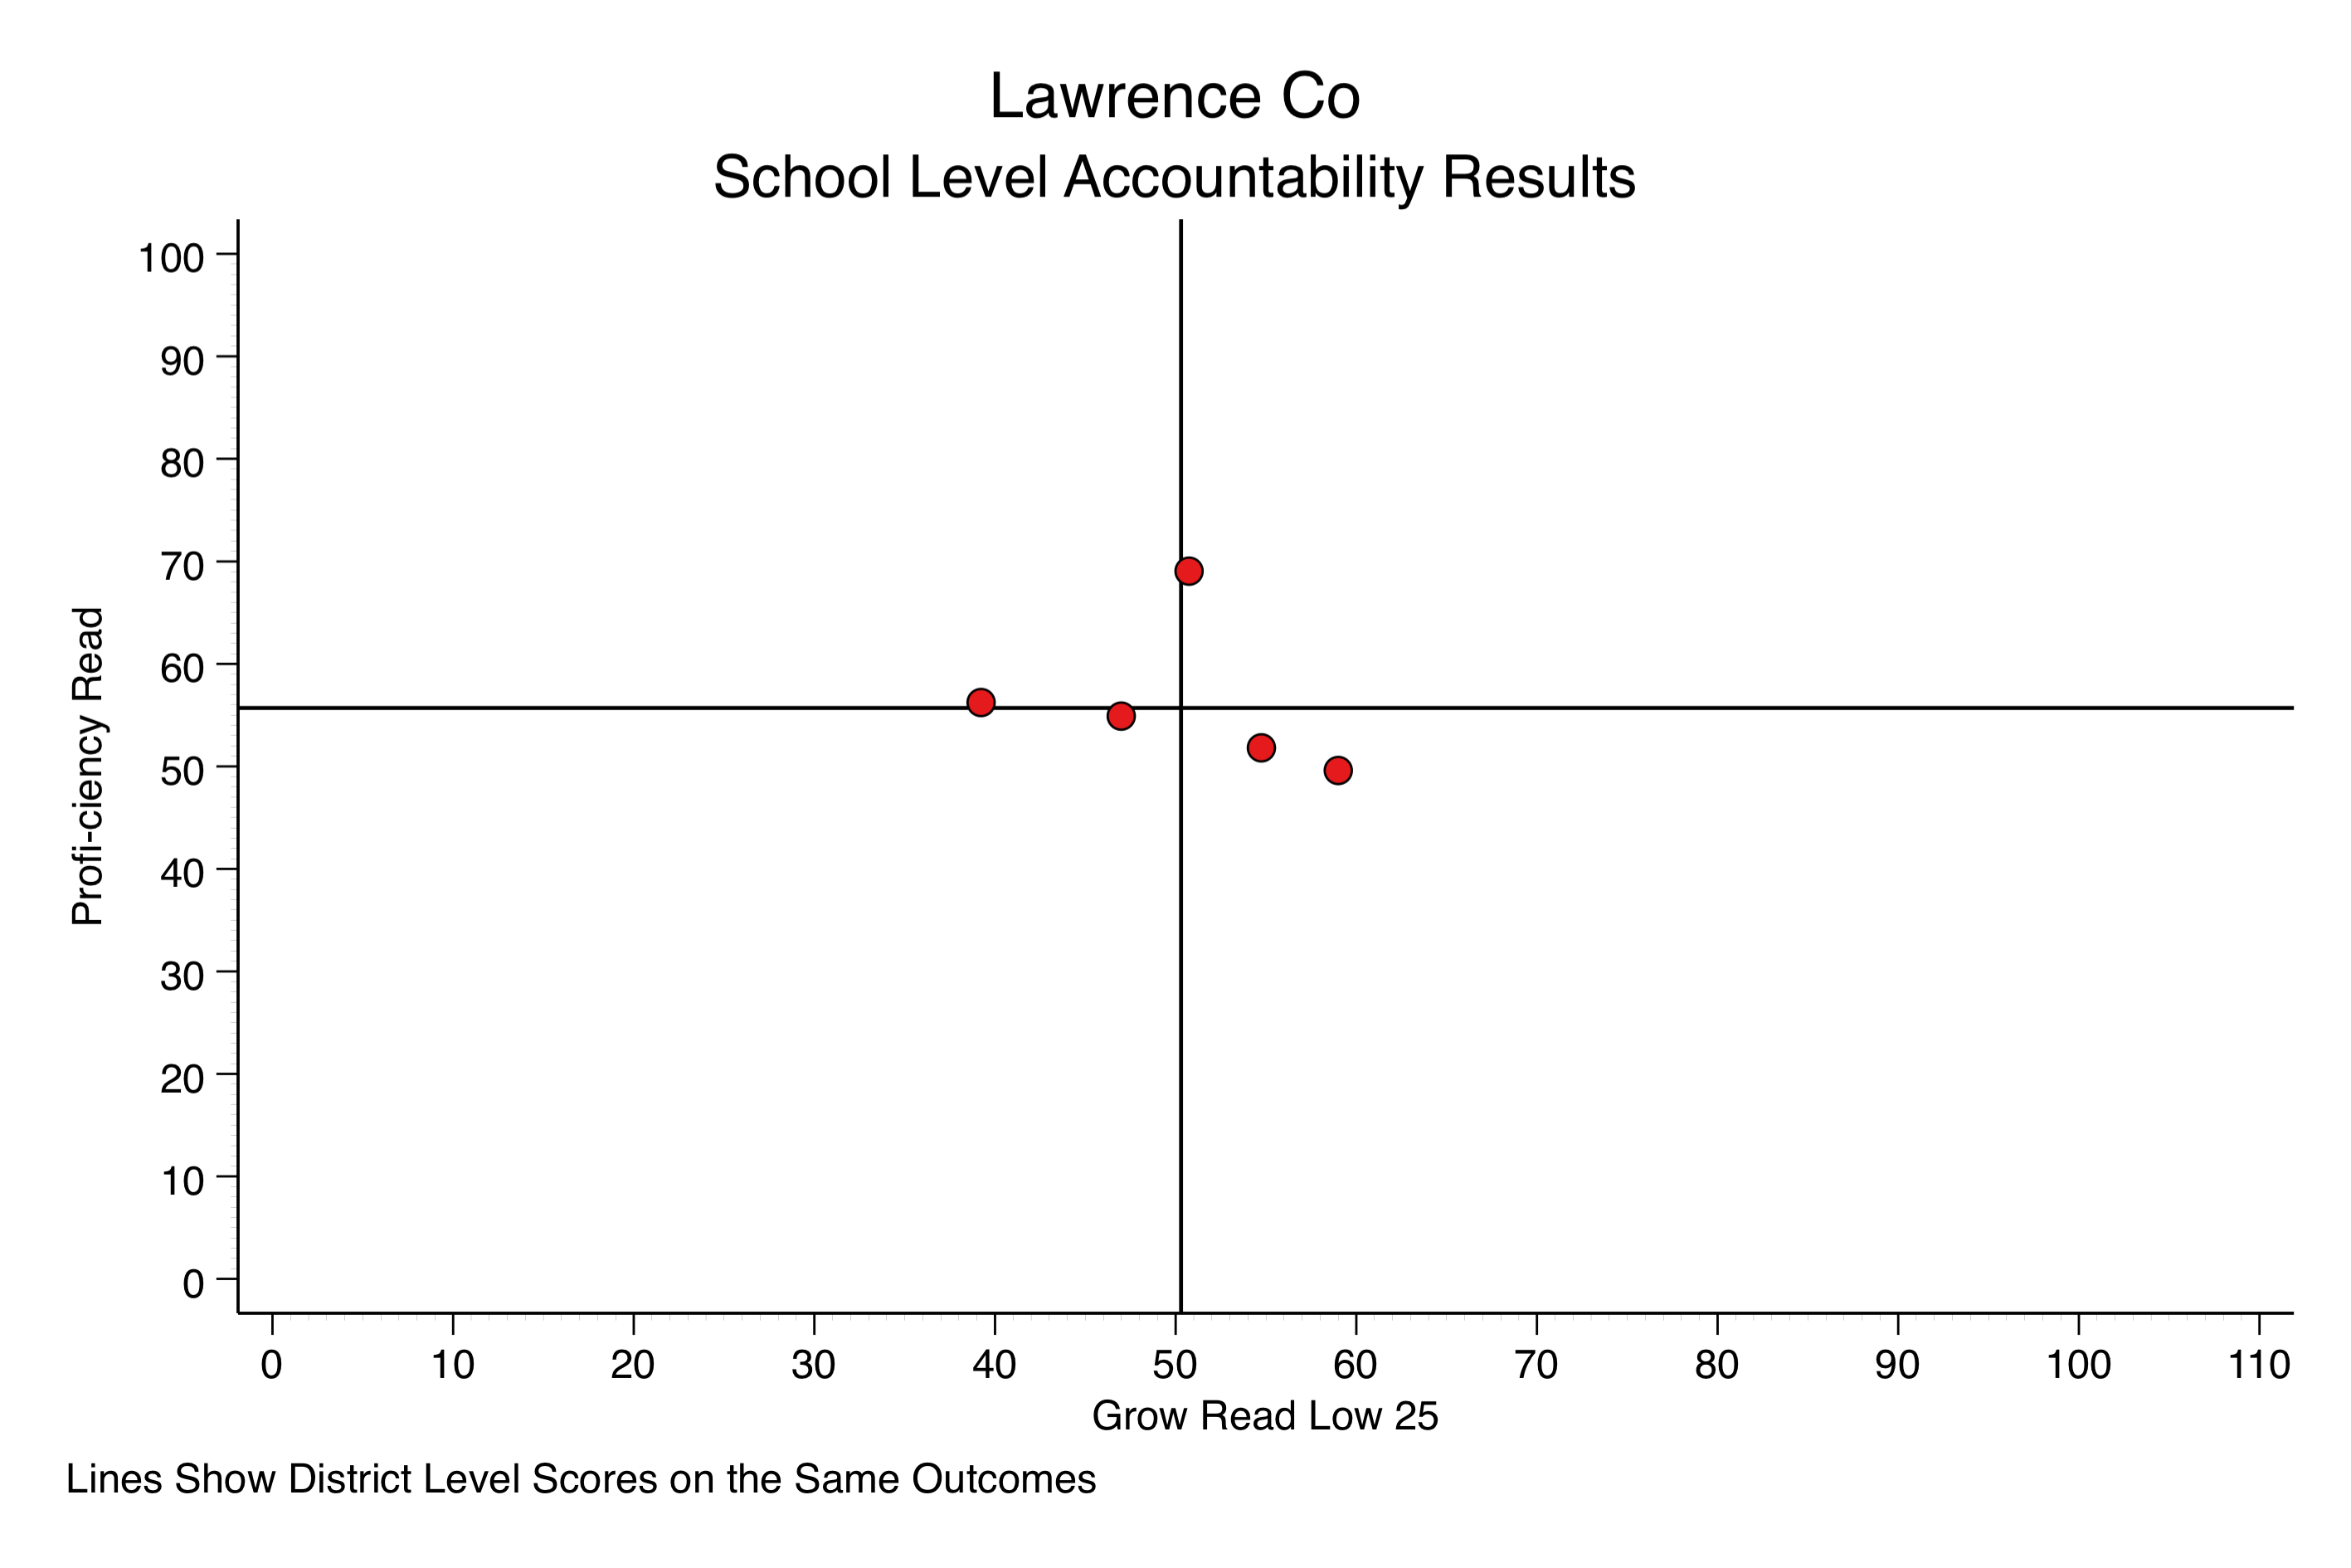 Lawrence Co
School Level Accountability Results
100
90
80
70
60
50
40
30
20
10
0
Profi-ciency Read
0 10 20 30 40 50 60 70 80 90 100 110
Grow Read Low 25
Lines Show District Level Scores on the Same Outcomes